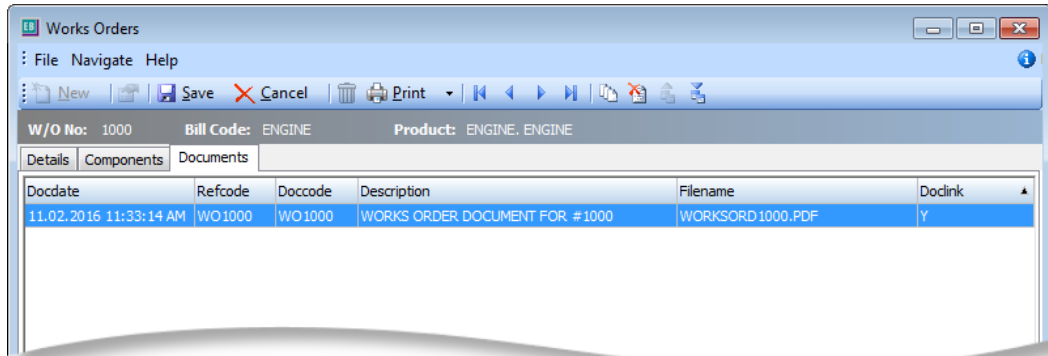 EB Works Orders
File Navigate Help
New Save Cancel Print
W/O No: 1000 Bill Code: ENGINE Product: ENGINE. ENGINE
Details Components Documents
Docdate Refcode Doccode Description Filename Doclink
11.02.2016 11:33:14 AM WO1000 WO1000 WORKS ORDER DOCUMENT FOR #1000 WORKSORD1000.PDF Y